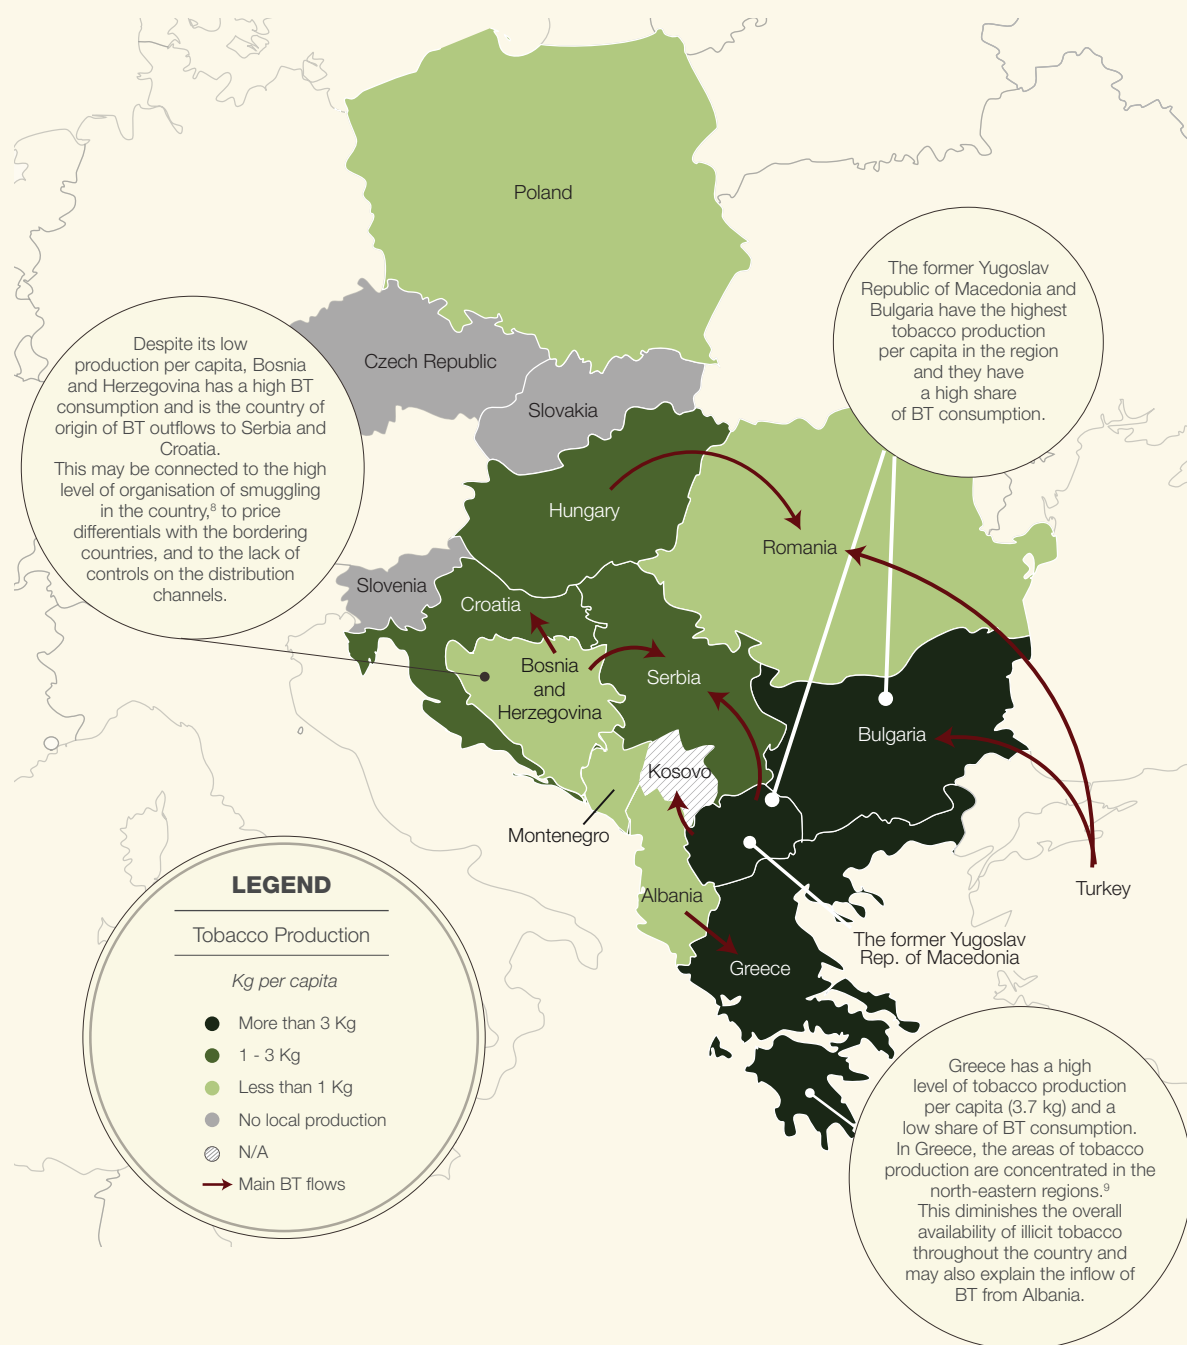 Poland
The former Yugoslav
Republic of Macedonia and
Bulgaria have the highest
tobacco production
per capita in the region
and they have
a high share
of BT consumption.
Despite its low
production per capita, Bosnia
and Herzegovina has a high BT
consumption and is the country of
origin of BT outflows to Serbia and
Croatia.
This may be connected to the high
level of organisation of smuggling
in the country,⁸ to price
differentials with the bordering
countries, and to the lack of
controls on the distribution
channels.
Czech Republic
Slovakia
Hungary
Romania
Slovenia
Croatia
Bosnia
and
Herzegovina
Serbia
Bulgaria
Kosovo
Montenegro
Albania
Turkey
The former Yugoslav
Rep. of Macedonia
Greece
LEGEND
Tobacco Production
Kg per capita
More than 3 Kg
1 - 3 Kg
Less than 1 Kg
No local production
N/A
Main BT flows
Greece has a high
level of tobacco production
per capita (3.7 kg) and a
low share of BT consumption.
In Greece, the areas of tobacco
production are concentrated in the
north-eastern regions.⁹
This diminishes the overall
availability of illicit tobacco
throughout the country and
may also explain the inflow of
BT from Albania.